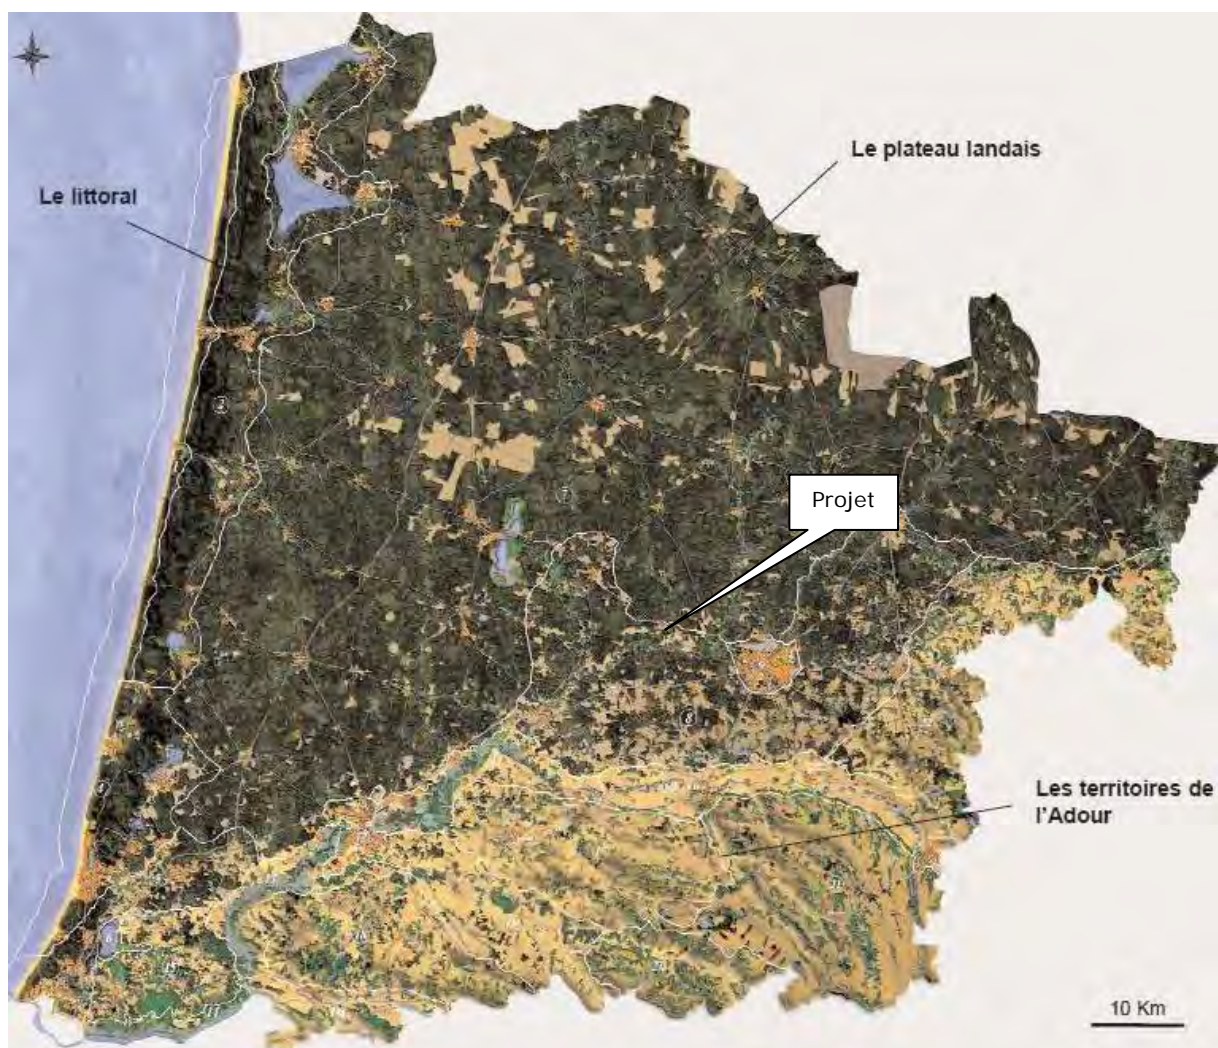 Le plateau landais
Le littoral
Projet
Les territoires de
l'Adour
10 Km